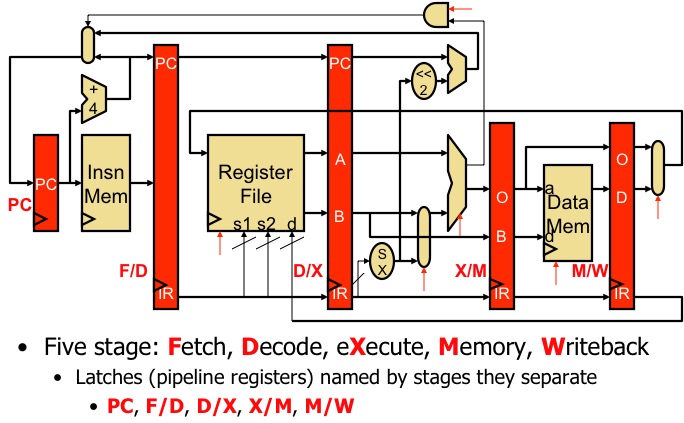 PC
PC
<<
2
+
4
PC
Insn
Mem
PC
Register
File
s1 s2 d
A
B
S
X
O
B
a
Data
Mem
d
O
D
F/D
D/X
X/M
M/W
IR
IR
IR
IR
• Five stage: Fetch, Decode, eXecute, Memory, Writeback
• Latches (pipeline registers) named by stages they separate
• PC, F/D, D/X, X/M, M/W